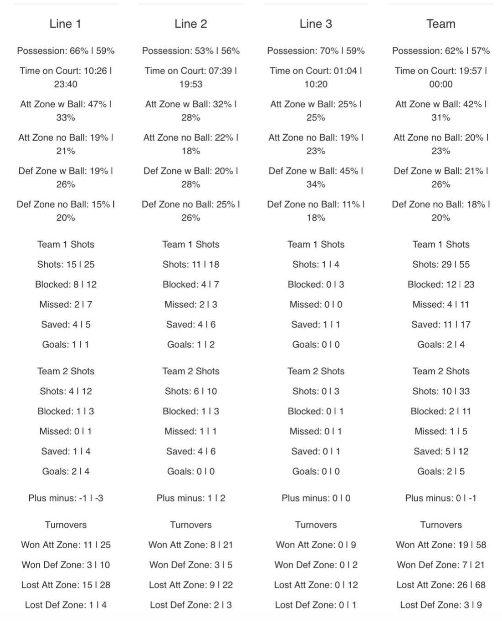 Line 1
Possession: 66% | 59%
Time on Court: 10:26 |
23:40
Att Zone w Ball: 47% |
33%
Att Zone no Ball: 19% |
21%
Def Zone w Ball: 19% |
26%
Def Zone no Ball: 15% |
20%
Team 1 Shots
Shots: 15 | 25
Blocked: 8 | 12
Missed: 2 | 7
Saved: 4 | 5
Goals: 1 | 1
Team 2 Shots
Shots: 4 | 12
Blocked: 1 | 3
Missed: 0 | 1
Saved: 1 | 4
Goals: 2 | 4
Plus minus: -1 | -3
Turnovers
Won Att Zone: 11 | 25
Won Def Zone: 3 | 10
Lost Att Zone: 15 | 28
Lost Def Zone: 1 | 4
Line 2
Possession: 53% | 56%
Time on Court: 07:39 |
19:53
Att Zone w Ball: 32% |
28%
Att Zone no Ball: 22% |
18%
Def Zone w Ball: 20% |
28%
Def Zone no Ball: 25% |
26%
Team 1 Shots
Shots: 11 | 18
Blocked: 4 | 7
Missed: 2 | 3
Saved: 4 | 6
Goals: 1 | 2
Team 2 Shots
Shots: 6 | 10
Blocked: 1 | 3
Missed: 1 | 1
Saved: 4 | 6
Goals: 0 | 0
Plus minus: 1 | 2
Turnovers
Won Att Zone: 8 | 21
Won Def Zone: 3 | 5
Lost Att Zone: 9 | 22
Lost Def Zone: 2 | 3
Line 3
Possession: 70% | 59%
Time on Court: 01:04 |
10:20
Att Zone w Ball: 25% |
25%
Att Zone no Ball: 19% |
23%
Def Zone w Ball: 45% |
34%
Def Zone no Ball: 11% |
18%
Team 1 Shots
Shots: 1 | 4
Blocked: 0 | 3
Missed: 0 | 0
Saved: 1 | 1
Goals: 0 | 0
Team 2 Shots
Shots: 0 | 3
Blocked: 0 | 1
Missed: 0 | 1
Saved: 0 | 1
Goals: 0 | 0
Plus minus: 0 | 0
Turnovers
Won Att Zone: 0 | 9
Won Def Zone: 0 | 2
Lost Att Zone: 0 | 12
Lost Def Zone: 0 | 1
Team
Possession: 62% | 57%
Time on Court: 19:57 |
00:00
Att Zone w Ball: 42% |
31%
Att Zone no Ball: 20% |
23%
Def Zone w Ball: 21% |
26%
Def Zone no Ball: 18% |
20%
Team 1 Shots
Shots: 29 | 55
Blocked: 12 | 23
Missed: 4 | 11
Saved: 11 | 17
Goals: 2 | 4
Team 2 Shots
Shots: 10 | 33
Blocked: 2 | 11
Missed: 1 | 5
Saved: 5 | 12
Goals: 2 | 5
Plus minus: 0 | -1
Turnovers
Won Att Zone: 19 | 58
Won Def Zone: 7 | 21
Lost Att Zone: 26 | 68
Lost Def Zone: 3 | 9